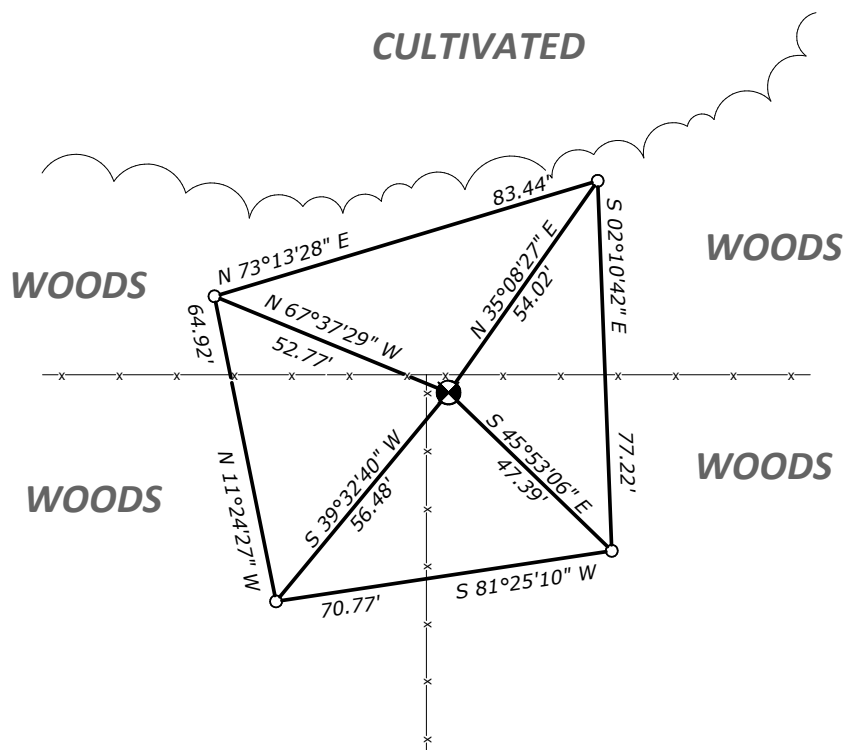 CULTIVATED
83.44'
N 73°13'28" E
S 02°10'42" E
WOODS
WOODS
N 35°08'27" E
54.02'
N 67°37'29" W
52.77'
64.92'
x x x x x x x x x x x x x
x
S 45°53'06" E
47.39'
S 39°32'40" W
56.48'
77.22'
WOODS
WOODS
N 11°24'27" W
x
x
x
S 81°25'10" W
70.77'
x
x
x